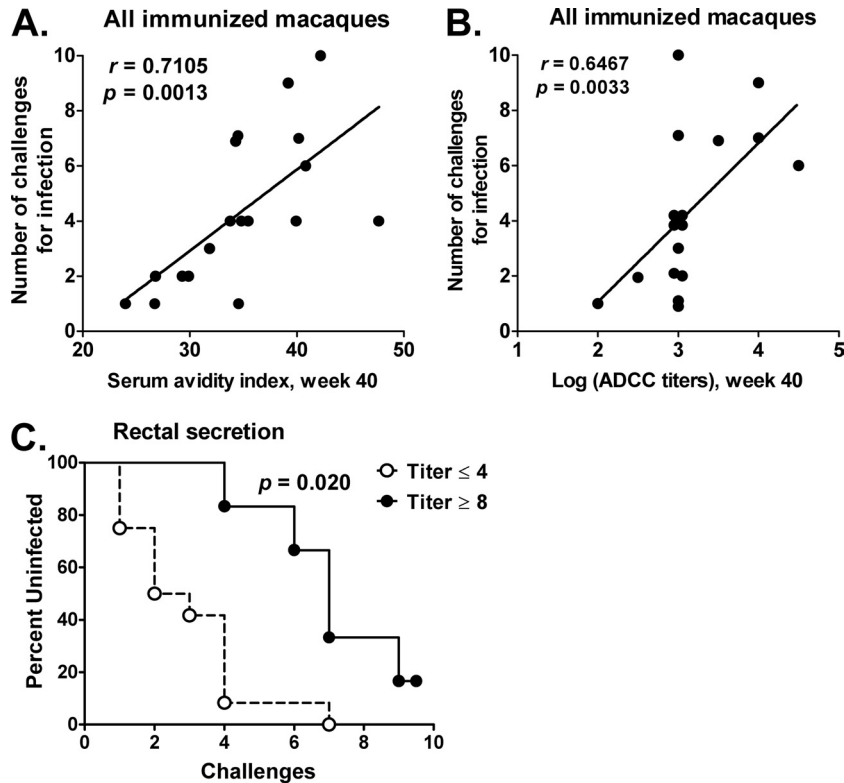 A.
All immunized macaques
r = 0.7105
p = 0.0013
Number of challenges
for infection
10
8
6
4
2
0
20
30
40
50
Serum avidity index, week 40
B.
All immunized macaques
r = 0.6467
p = 0.0033
Number of challenges
for infection
10
8
6
4
2
0
1
2
3
4
5
Log (ADCC titers), week 40
C.
Rectal secretion
p = 0.020
Titer ≤ 4
Titer ≥ 8
Percent Uninfected
100
80
60
40
20
0
0
2
4
6
8
10
Challenges